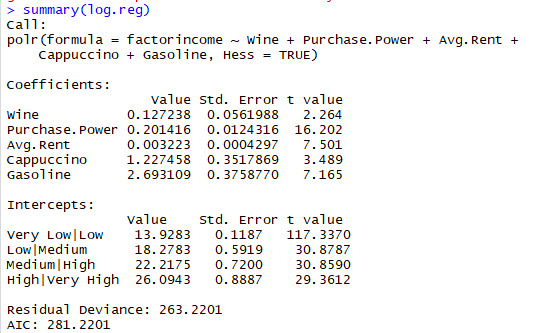 > summary(log.reg)
Call:
polr(formula = factorincome ~ Wine + Purchase.Power + Avg.Rent +
    Cappuccino + Gasoline, Hess = TRUE)

Coefficients:
                  Value Std. Error t value
Wine           0.127238  0.0561988   2.264
Purchase.Power 0.201416  0.0124316  16.202
Avg.Rent       0.003223  0.0004297   7.501
Cappuccino     1.227458  0.3517869   3.489
Gasoline       2.693109  0.3758770   7.165

Intercepts:
               Value    Std. Error t value
Very Low|Low    13.9283   0.1187   117.3370
Low|Medium      18.2783   0.5919    30.8787
Medium|High     22.2175   0.7200    30.8590
High|Very High  26.0943   0.8887    29.3612

Residual Deviance: 263.2201
AIC: 281.2201